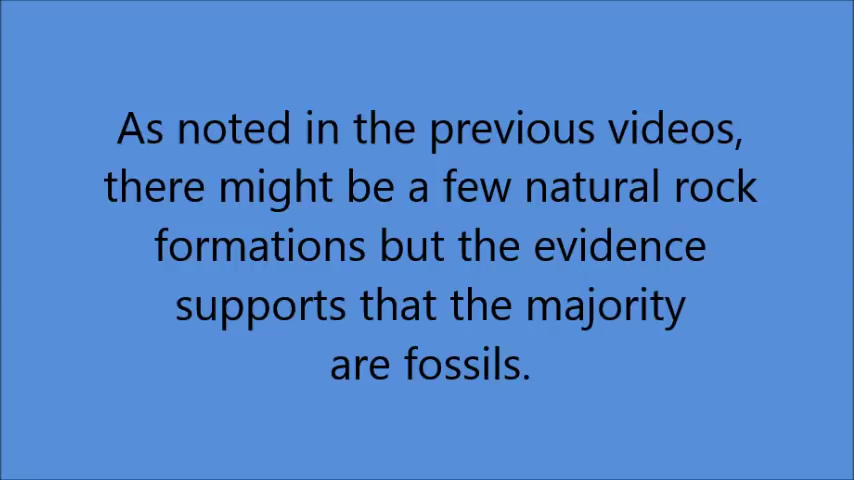 As noted in the previous videos,
there might be a few natural rock
formations but the evidence
supports that the majority
are fossils.